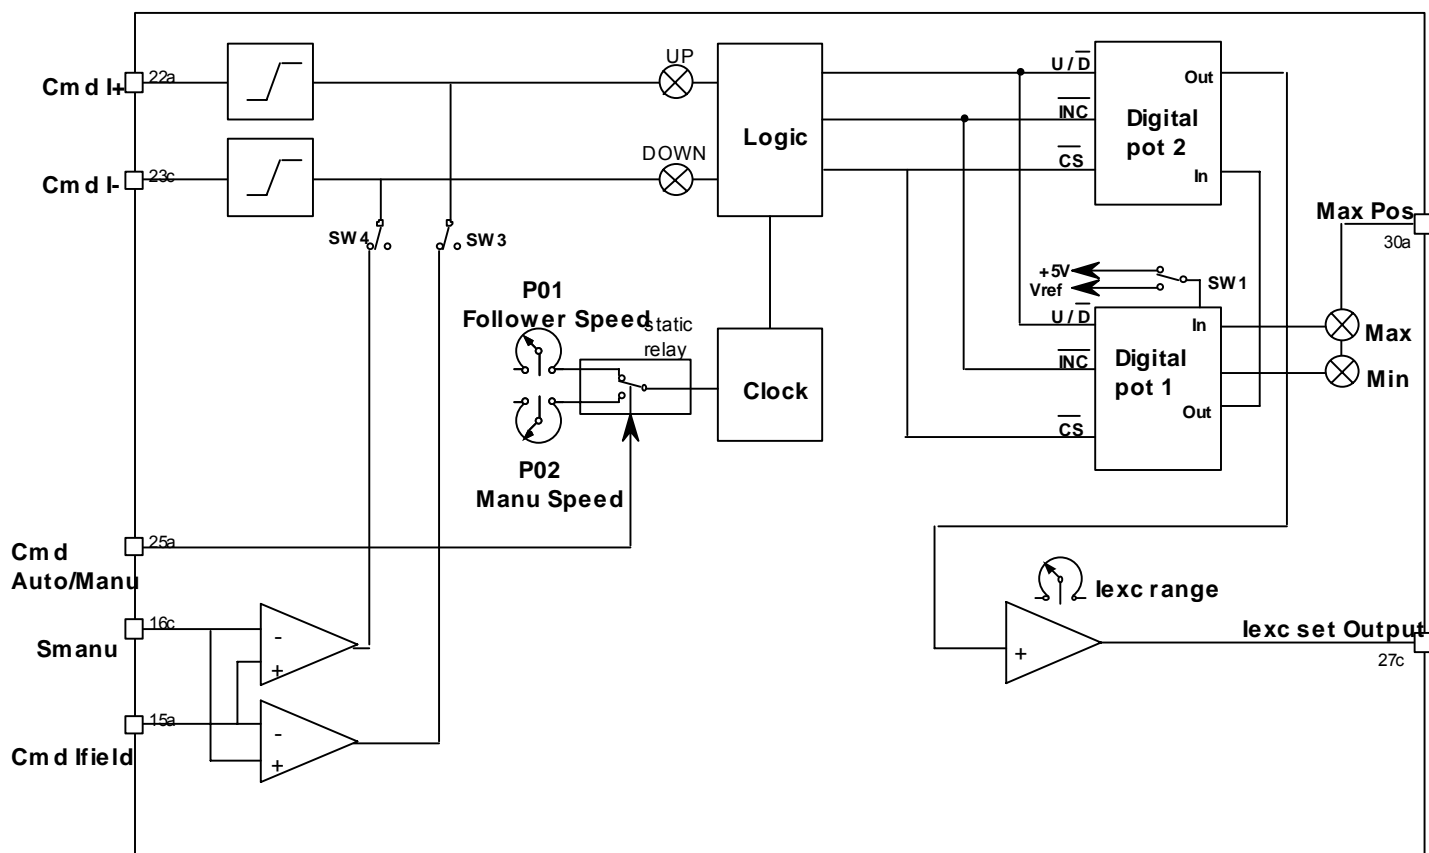 Cmd I+
22a
UP
Cmd I-
23c
DOWN
Logic
U / D
INC
CS
Out
Digital
pot 2
In
Max Pos
30a
SW4
SW3
+5V
Vref
SW1
P01
Follower Speed
static
relay
P02
Manu Speed
Clock
U / D
INC
CS
In
Digital
pot 1
Out
Max
Min
Cmd
Auto/Manu
25a
Smanu
16c
-
+
Cmd Ifield
15a
-
+
Iexc range
+
Iexc set Output
27c